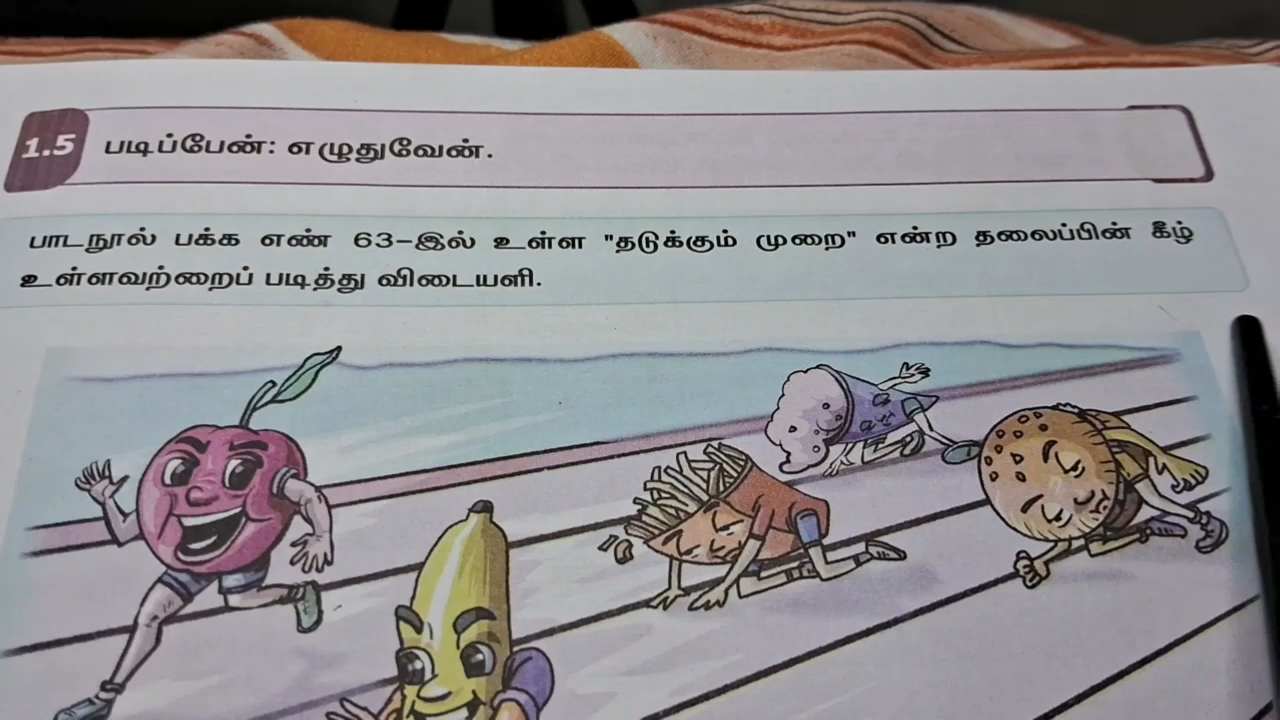 1.5 படிப்பேன்: எழுதுவேன்.
பாடநூல் பக்க எண் 63-இல் உள்ள "தடுக்கும் முறை" என்ற தலைப்பின் கீழ்
உள்ளவற்றைப் படித்து விடையளி.